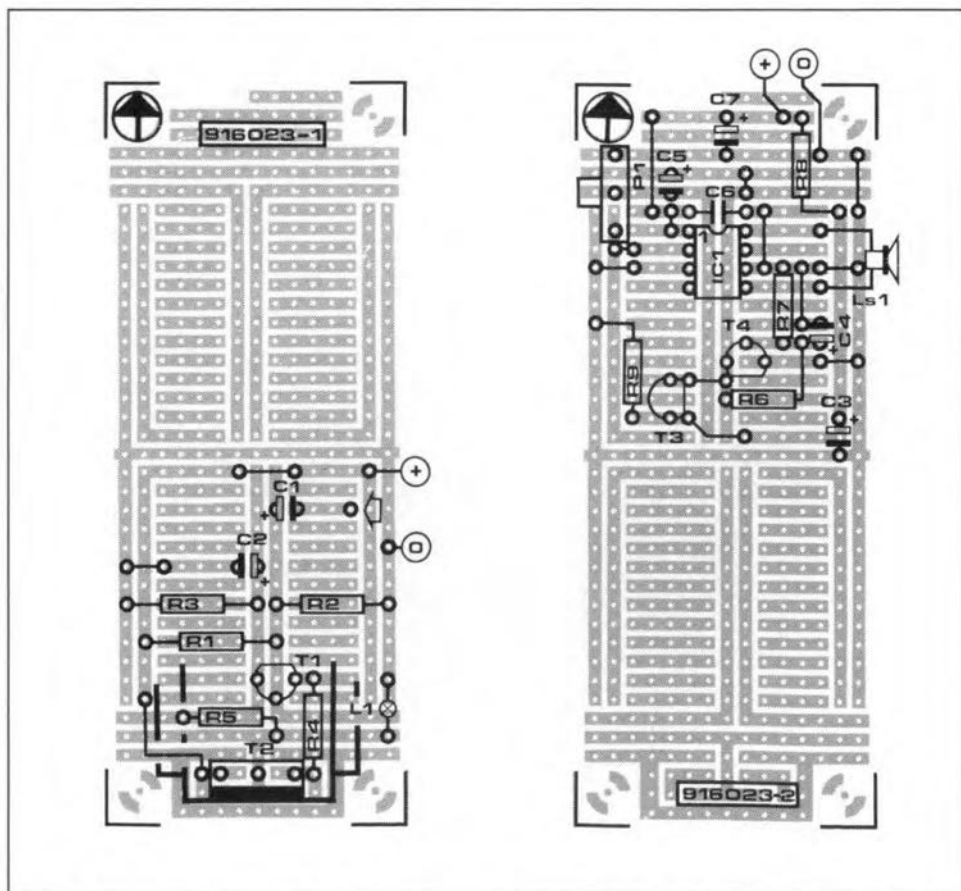 916023-1
+
C1
+
0
C2
+
R3
R2
R1
T1
R5
R4
L1
T2
+
0
C7
+
P1
C5
+
R8
C6
1
IC1
Ls1
R7
T4
C4
+
R9
R6
C3
+
T3
916023-2